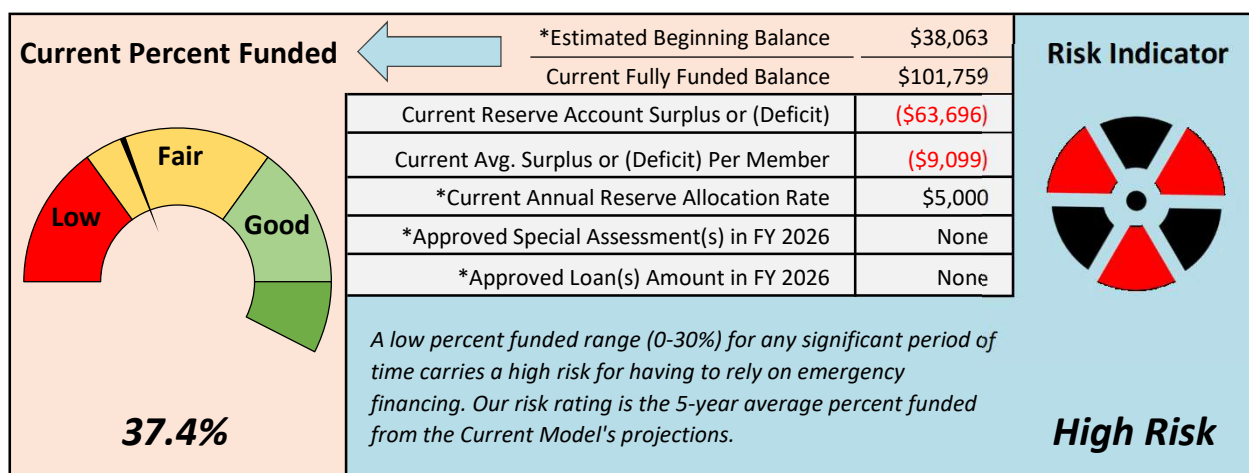 Current Percent Funded
*Estimated Beginning Balance $38,063
Current Fully Funded Balance $101,759
Current Reserve Account Surplus or (Deficit) ($63,696)
Current Avg. Surplus or (Deficit) Per Member ($9,099)
*Current Annual Reserve Allocation Rate $5,000
*Approved Special Assessment(s) in FY 2026 None
*Approved Loan(s) Amount in FY 2026 None
Risk Indicator
Low
Fair
Good
37.4%
A low percent funded range (0-30%) for any significant period of
time carries a high risk for having to rely on emergency
financing. Our risk rating is the 5-year average percent funded
from the Current Model's projections.
High Risk